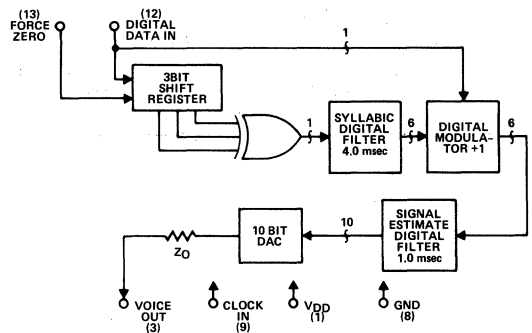 (13)
FORCE
ZERO
(12)
DIGITAL
DATA IN
1
3BIT
SHIFT
REGISTER
1
SYLLABIC
DIGITAL
FILTER
4.0 msec
6
DIGITAL
MODULA-
TOR +1
6
ZO
10 BIT
DAC
10
SIGNAL
ESTIMATE
DIGITAL
FILTER
1.0 msec
VOICE
OUT
(3)
CLOCK
IN
(9)
VDD
(1)
GND
(8)